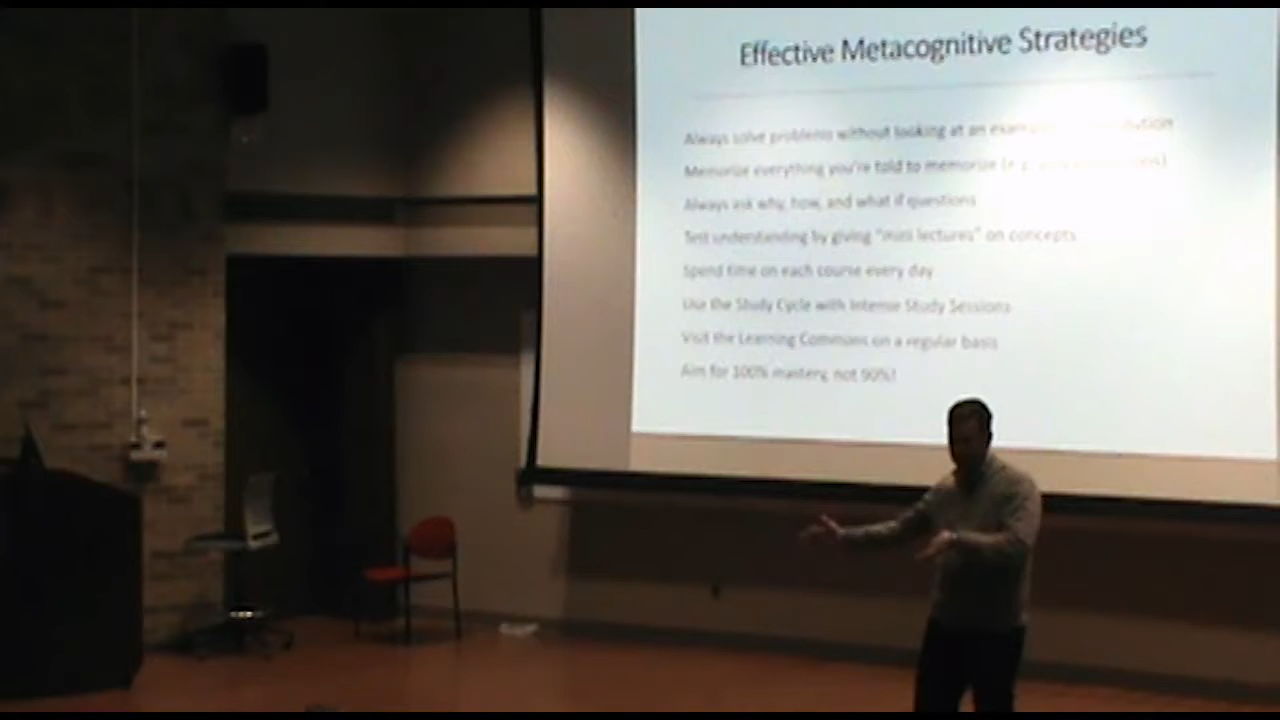 Effective Metacognitive Strategies
Always solve problems without looking at an
Memorize everything you're told to memorize
Always ask why, how, and what if questions
Test understanding by giving "mini lectures" on concepts
Spend time on each course every day
Use the Study Cycle with Intense Study Sessions
Visit the Learning Commons on a regular basis
Aim for 100% mastery, not 90%!